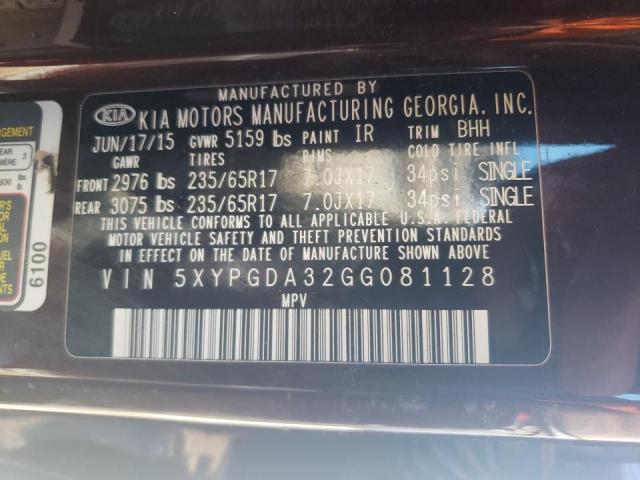 MANUFACTURED BY
KIA KIA MOTORS MANUFACTURING GEORGIA. INC.
JUN/17/15 GVWR 5159 lbs PAINT IR TRIM BHH
GAWR TIRES RIMS COLD TIRE INFL
FRONT 2976 lbs 235/65R17 7.0JX17 34psi SINGLE
REAR 3075 lbs 235/65R17 7.0JX17 34psi SINGLE
THIS VEHICLE CONFORMS TO ALL APPLICABLE U.S.A. FEDERAL
MOTOR VEHICLE SAFETY AND THEFT PREVENTION STANDARDS
IN EFFECT ON THE DATE OF MANUFACTURE SHOWN ABOVE.
VIN 5XYPGDA32GG081128
MPV
6100